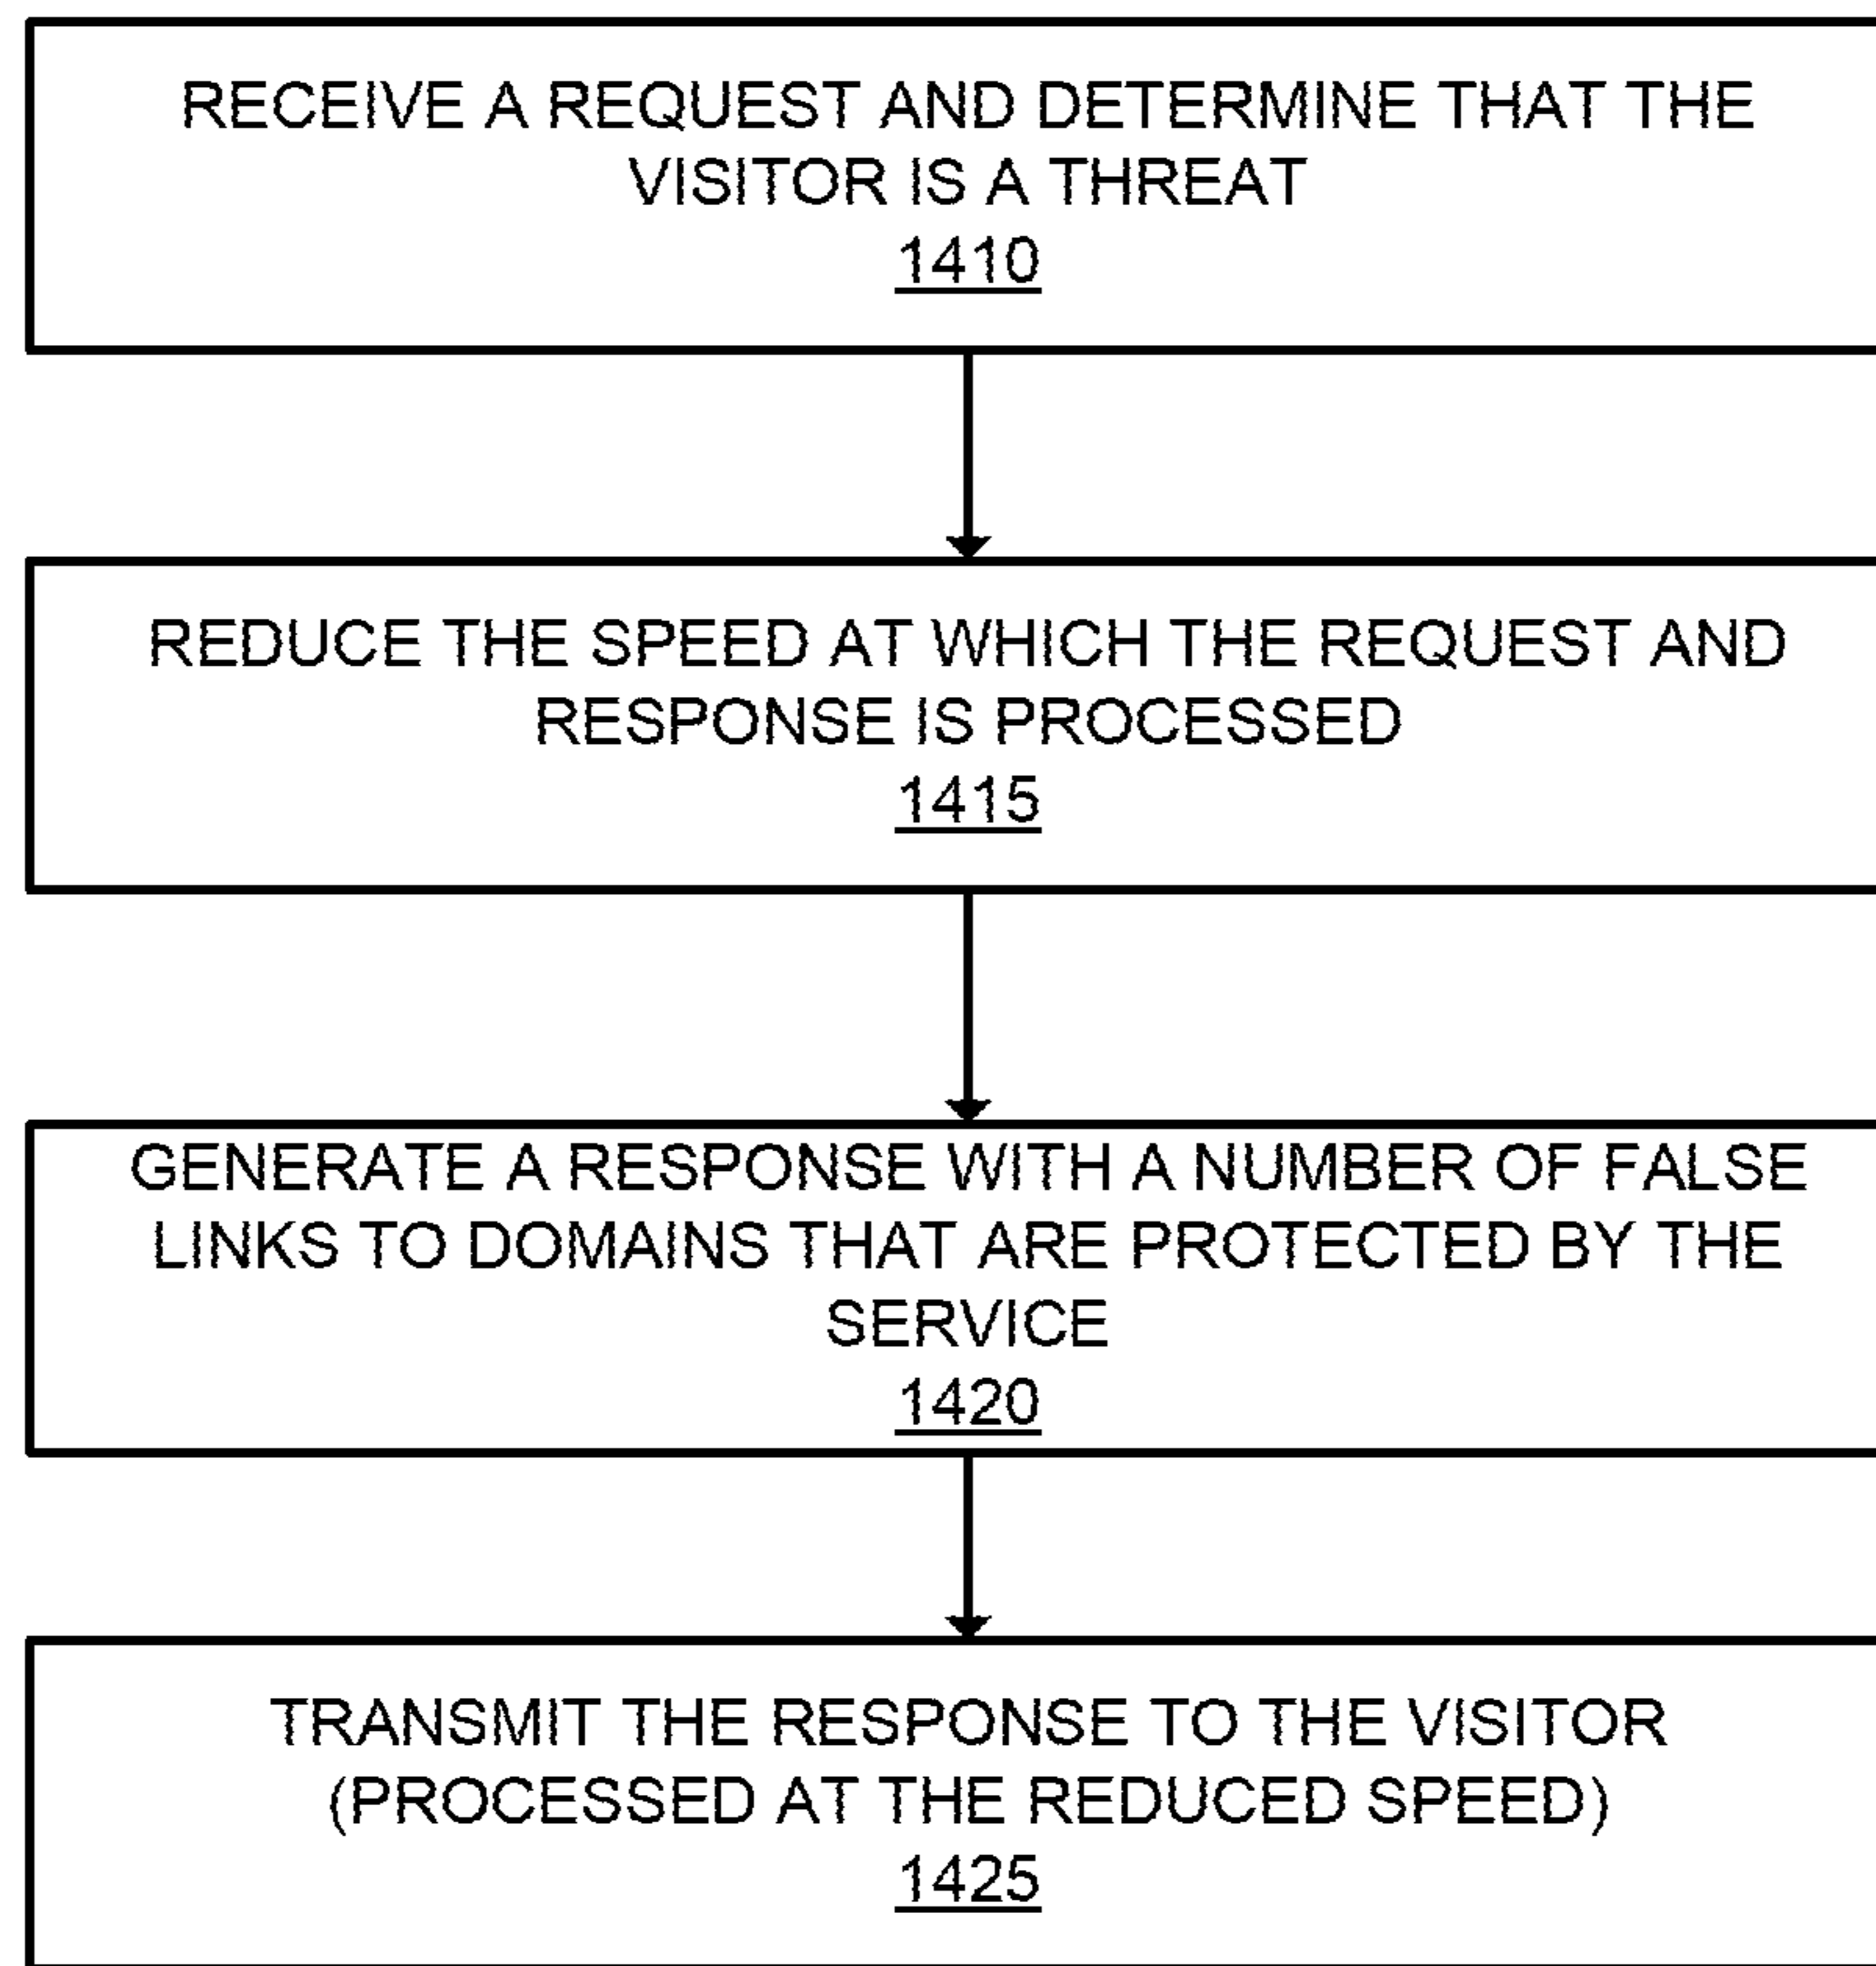 RECEIVE A REQUEST AND DETERMINE THAT THE
VISITOR IS A THREAT
1410
REDUCE THE SPEED AT WHICH THE REQUEST AND
RESPONSE IS PROCESSED
1415
GENERATE A RESPONSE WITH A NUMBER OF FALSE
LINKS TO DOMAINS THAT ARE PROTECTED BY THE
SERVICE
1420
TRANSMIT THE RESPONSE TO THE VISITOR
(PROCESSED AT THE REDUCED SPEED)
1425